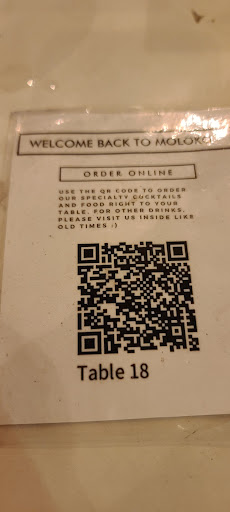 WELCOME BACK TO MOLOKO
ORDER ONLINE
USE THE QR CODE TO ORDER
OUR SPECIALTY COCKTAILS
AND FOOD RIGHT TO YOUR
TABLE. FOR OTHER DRINKS,
PLEASE VISIT US INSIDE LIKE
OLD TIMES :)
Table 18